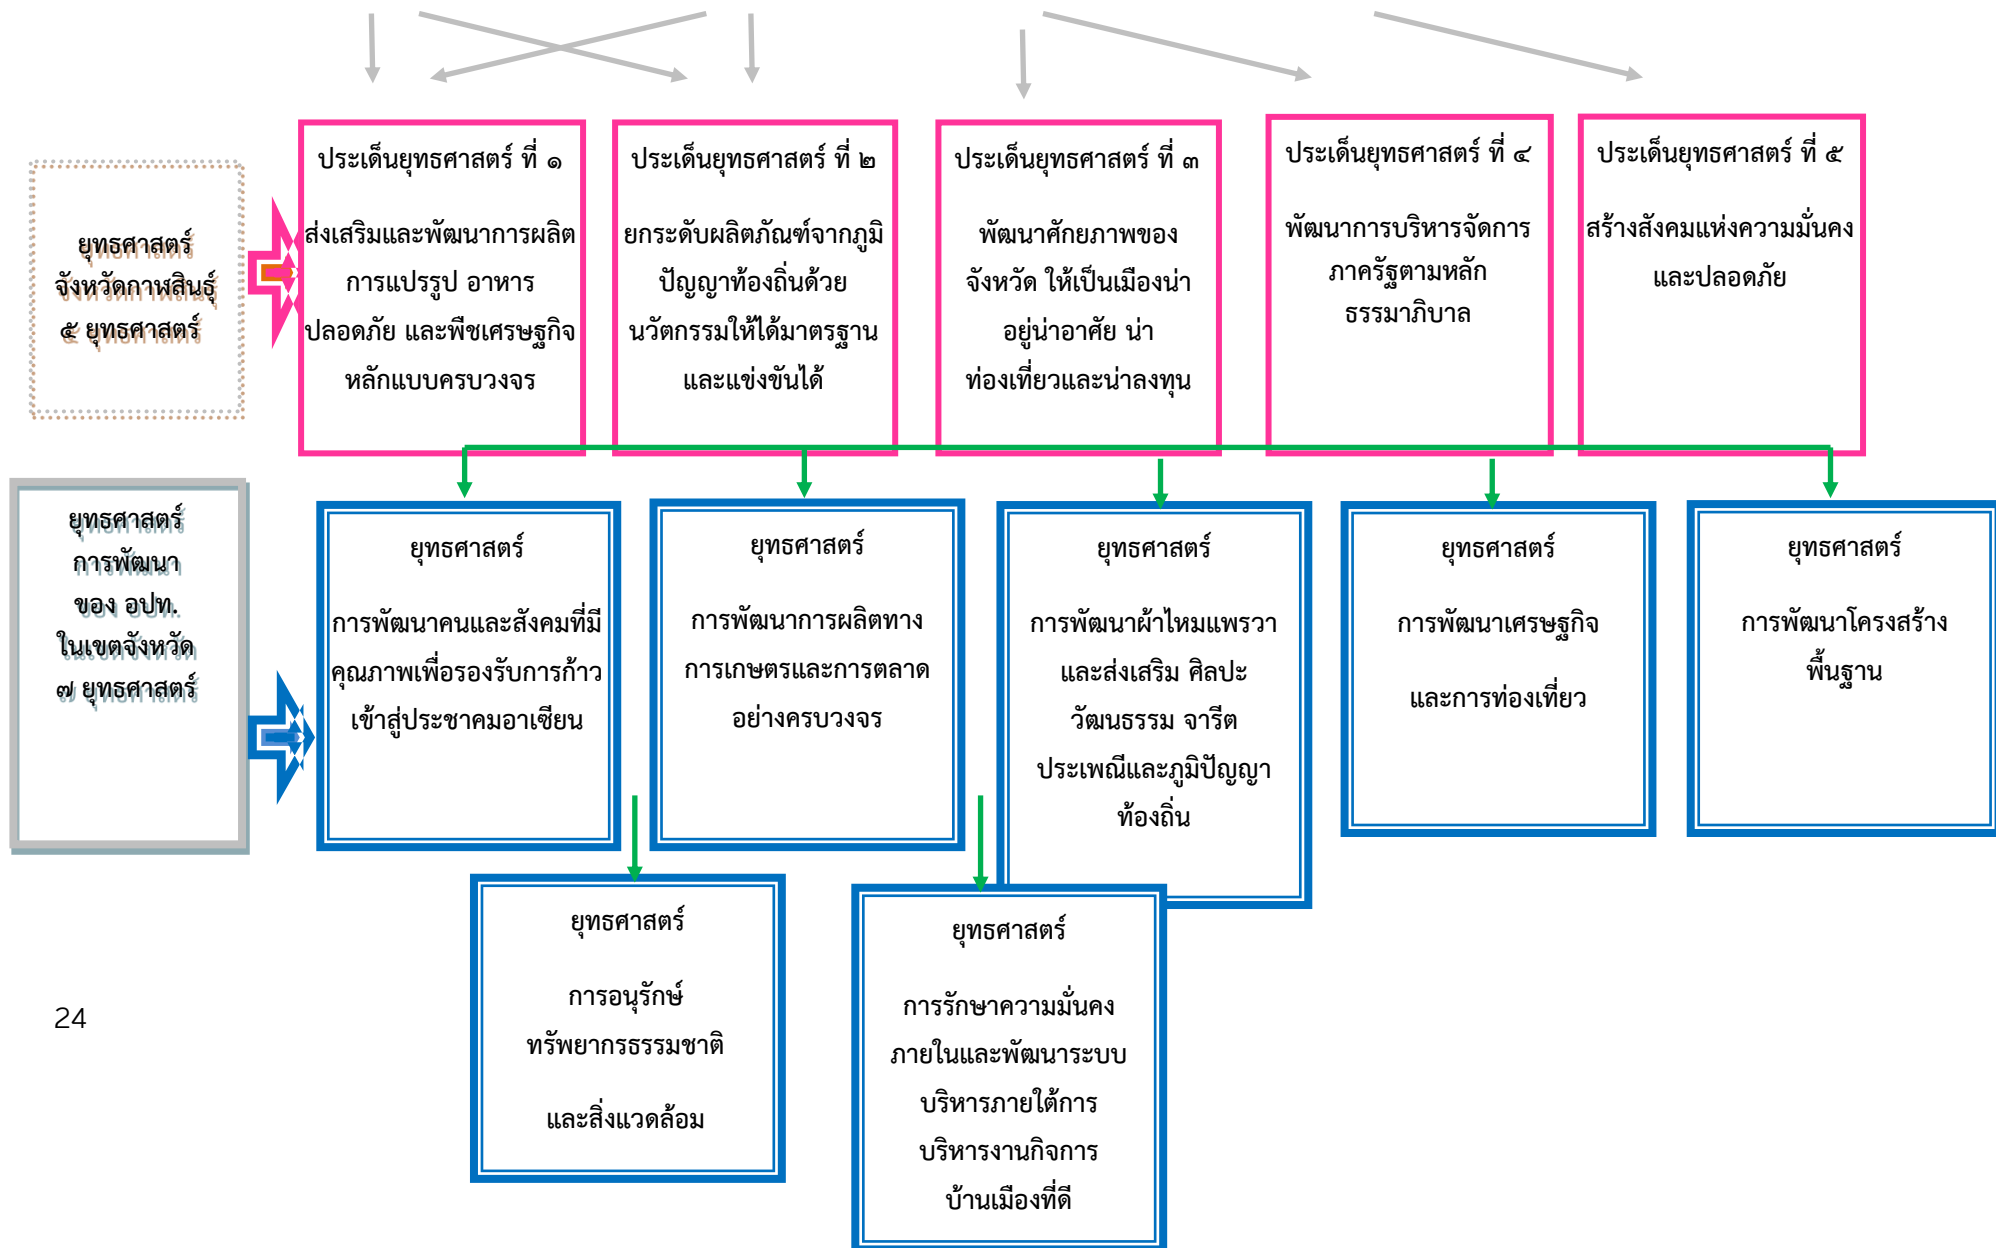 ยุทธศาสตร์
จังหวัดกาฬสินธุ์
๕ ยุทธศาสตร์
ประเด็นยุทธศาสตร์ ที่ ๑
ส่งเสริมและพัฒนาการผลิต
การแปรรูป อาหาร
ปลอดภัย และพืชเศรษฐกิจ
หลักแบบครบวงจร
ประเด็นยุทธศาสตร์ ที่ ๒
ยกระดับผลิตภัณฑ์จากภูมิ
ปัญญาท้องถิ่นด้วย
นวัตกรรมให้ได้มาตรฐาน
และแข่งขันได้
ประเด็นยุทธศาสตร์ ที่ ๓
พัฒนาศักยภาพของ
จังหวัด ให้เป็นเมืองน่า
อยู่น่าอาศัย น่า
ท่องเที่ยวและน่าลงทุน
ประเด็นยุทธศาสตร์ ที่ ๔
พัฒนาการบริหารจัดการ
ภาครัฐตามหลัก
ธรรมาภิบาล
ประเด็นยุทธศาสตร์ ที่ ๕
สร้างสังคมแห่งความมั่นคง
และปลอดภัย
ยุทธศาสตร์
การพัฒนา
ของ อปท.
ในเขตจังหวัด
๗ ยุทธศาสตร์
ยุทธศาสตร์
การพัฒนาคนและสังคมที่มี
คุณภาพเพื่อรองรับการก้าว
เข้าสู่ประชาคมอาเซียน
ยุทธศาสตร์
การพัฒนาการผลิตทาง
การเกษตรและการตลาด
อย่างครบวงจร
ยุทธศาสตร์
การพัฒนาผ้าไหมแพรวา
และส่งเสริม ศิลปะ
วัฒนธรรม จารีต
ประเพณีและภูมิปัญญา
ท้องถิ่น
ยุทธศาสตร์
การพัฒนาเศรษฐกิจ
และการท่องเที่ยว
ยุทธศาสตร์
การพัฒนาโครงสร้าง
พื้นฐาน
ยุทธศาสตร์
การอนุรักษ์
ทรัพยากรธรรมชาติ
และสิ่งแวดล้อม
ยุทธศาสตร์
การรักษาความมั่นคง
ภายในและพัฒนาระบบ
บริหารภายใต้การ
บริหารงานกิจการ
บ้านเมืองที่ดี
24